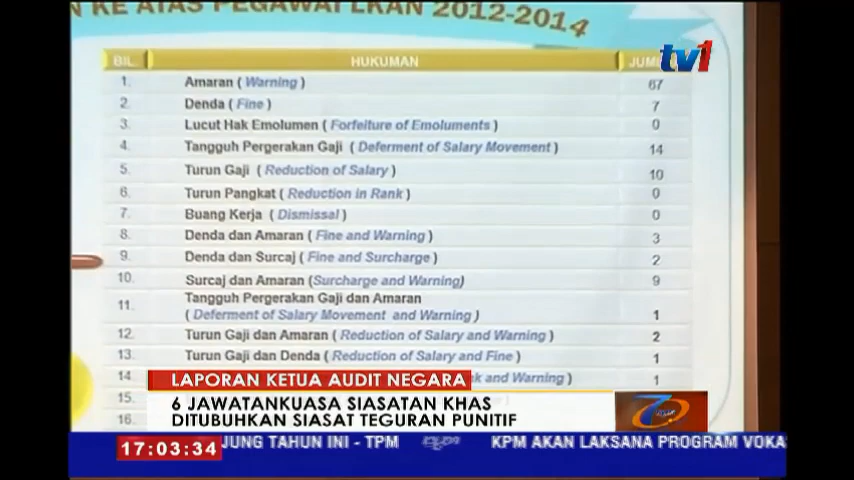 KE ATAS PEGAWAI LKAN 2012-2014
BIL. HUKUMAN
tv1
1. Amaran ( Warning ) 67
2. Denda ( Fine ) 7
3. Lucut Hak Emolumen ( Forfeiture of Emoluments ) 0
4. Tangguh Pergerakan Gaji ( Deferment of Salary Movement ) 14
5. Turun Gaji ( Reduction of Salary ) 10
6. Turun Pangkat ( Reduction in Rank ) 0
7. Buang Kerja ( Dismissal ) 0
8. Denda dan Amaran ( Fine and Warning ) 3
9. Denda dan Surcaj ( Fine and Surcharge ) 2
10. Surcaj dan Amaran (Surcharge and Warning) 9
11. Tangguh Pergerakan Gaji dan Amaran
( Deferment of Salary Movement and Warning ) 1
12. Turun Gaji dan Amaran ( Reduction of Salary and Warning ) 2
13. Turun Gaji dan Denda ( Reduction of Salary and Fine ) 1
14 and Warning ) 1
15.
16.
LAPORAN KETUA AUDIT NEGARA
6 JAWATANKUASA SIASATAN KHAS
DITUBUHKAN SIASAT TEGURAN PUNITIF
17:03:34 JUNG TAHUN INI - TPM KPM AKAN LAKSANA PROGRAM VOKA